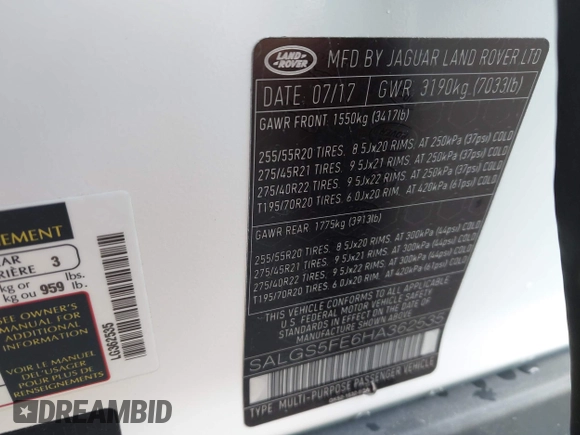 LAND
ROVER
MFD BY JAGUAR LAND ROVER LTD
DATE 07/17 GWR 3190kg (7033lb)
GAWR FRONT 1550kg (3417lb)
255/55R20 TIRES. 8.5Jx20 RIMS. AT 250kPa (37psi) COLD
275/45R21 TIRES. 9.5Jx21 RIMS. AT 250kPa (37psi) COLD
275/40R22 TIRES. 9.5Jx22 RIMS. AT 250kPa (37psi) COLD
T195/70R20 TIRES. 6.0Jx20 RIM. AT 420kPa (61psi) COLD
GAWR REAR. 1775kg (3913lb)
255/55R20 TIRES. 8.5Jx20 RIMS. AT 300kPa (44psi) COLD
275/45R21 TIRES. 9.5Jx21 RIMS. AT 300kPa (44psi) COLD
275/40R22 TIRES. 9.5Jx22 RIMS. AT 300kPa (44psi) COLD
T195/70R20 TIRES. 6.0Jx20 RIM. AT 420kPa (61psi) COLD
THIS VEHICLE CONFORMS TO ALL APPLICABLE
U.S. FEDERAL MOTOR VEHICLE SAFETY
STANDARDS IN EFFECT ON THE DATE OF
MANUFACTURE SHOWN ABOVE
SALGS5FE6HA362535
TYPE MULTI-PURPOSE PASSENGER VEHICLE
EMENT
AR
RIÈRE 3
kg or lbs.
kg ou 959 lb.
SEE OWNER'S
MANUAL FOR
ADDITIONAL
INFORMATION
VOIR LE MANUEL
DE L'USAGER
POUR PLUS DE
RENSEIGNEMENTS
LG362535
DREAMBID